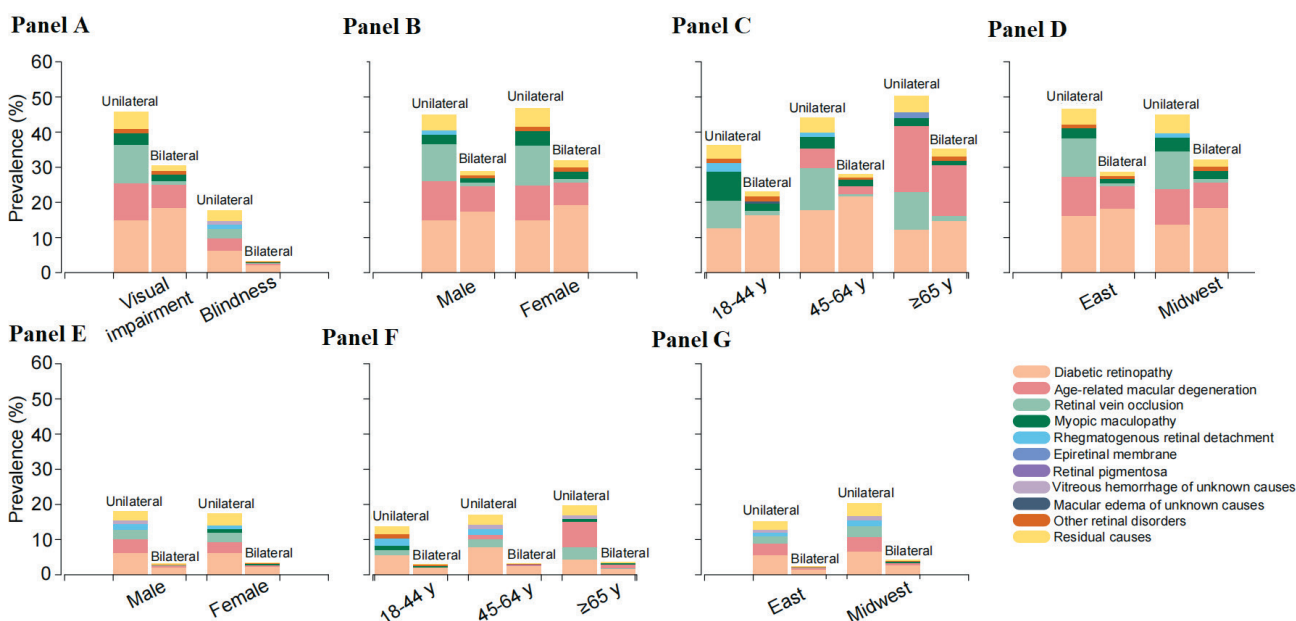 Panel A
Panel B
Panel C
Panel D
Prevalence (%)
60
50
40
30
20
10
0
Unilateral
Bilateral
Unilateral
Bilateral
Visual
impairment
Blindness
Unilateral
Bilateral
Unilateral
Bilateral
Male
Female
Unilateral
Bilateral
Unilateral
Bilateral
Unilateral
Bilateral
18-44 y
45-64 y
≥65 y
Unilateral
Bilateral
Unilateral
Bilateral
East
Midwest
Panel E
Panel F
Panel G
Prevalence (%)
60
50
40
30
20
10
0
Unilateral
Bilateral
Unilateral
Bilateral
Male
Female
Unilateral
Bilateral
Unilateral
Bilateral
Unilateral
Bilateral
18-44 y
45-64 y
≥65 y
Unilateral
Bilateral
Unilateral
Bilateral
East
Midwest
Diabetic retinopathy
Age-related macular degeneration
Retinal vein occlusion
Myopic maculopathy
Rhegmatogenous retinal detachment
Epiretinal membrane
Retinal pigmentosa
Vitreous hemorrhage of unknown causes
Macular edema of unknown causes
Other retinal disorders
Residual causes